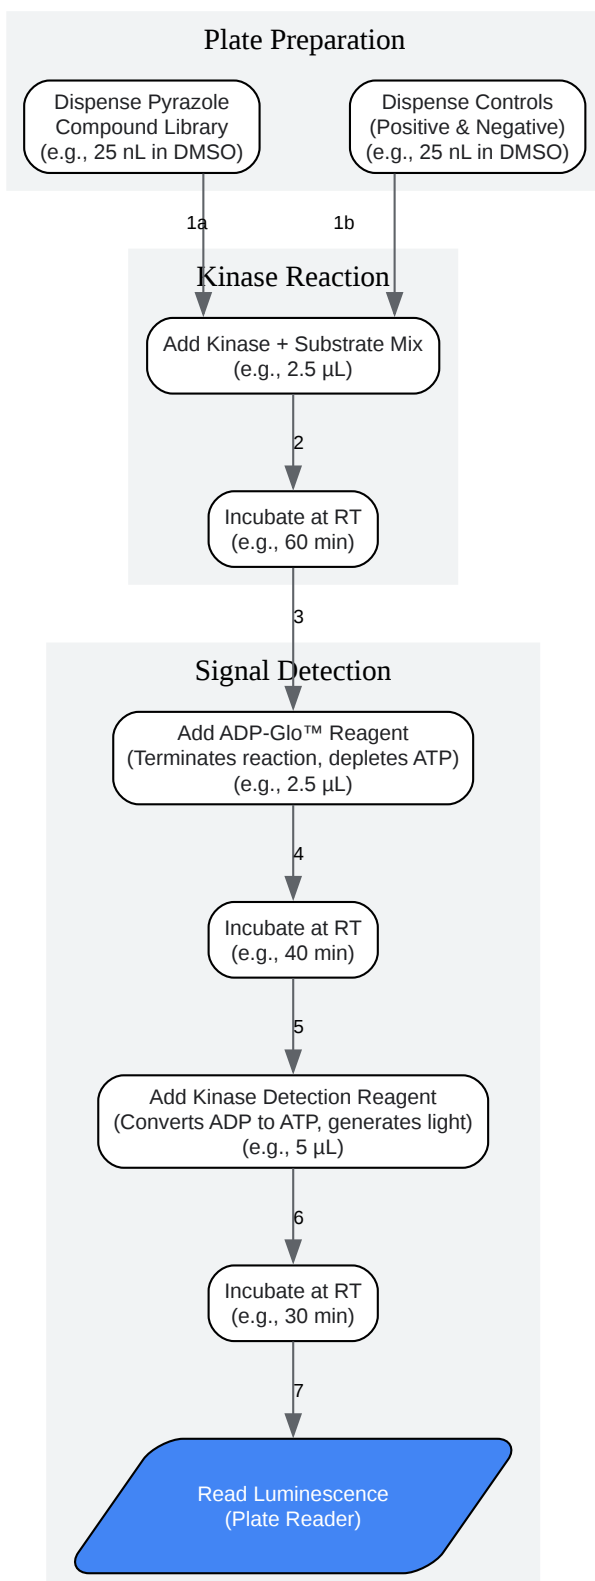 Plate Preparation
Dispense Pyrazole
Compound Library
(e.g., 25 nL in DMSO)
Dispense Controls
(Positive & Negative)
(e.g., 25 nL in DMSO)
1a
1b
Kinase Reaction
Add Kinase + Substrate Mix
(e.g., 2.5 µL)
2
Incubate at RT
(e.g., 60 min)
3
Signal Detection
Add ADP-Glo™ Reagent
(Terminates reaction, depletes ATP)
(e.g., 2.5 µL)
4
Incubate at RT
(e.g., 40 min)
5
Add Kinase Detection Reagent
(Converts ADP to ATP, generates light)
(e.g., 5 µL)
6
Incubate at RT
(e.g., 30 min)
7
Read Luminescence
(Plate Reader)